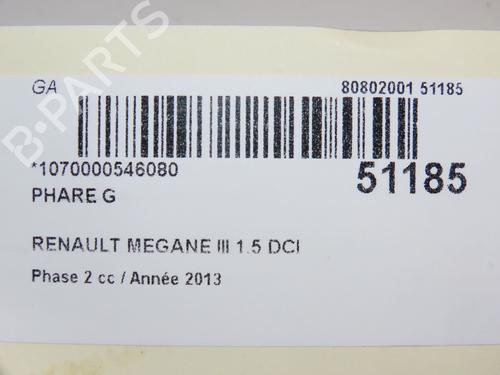 GA 80802001 51185
*1070000546080 51185
PHARE G
RENAULT MEGANE III 1.5 DCI
Phase 2 cc / Année 2013
B-PARTS